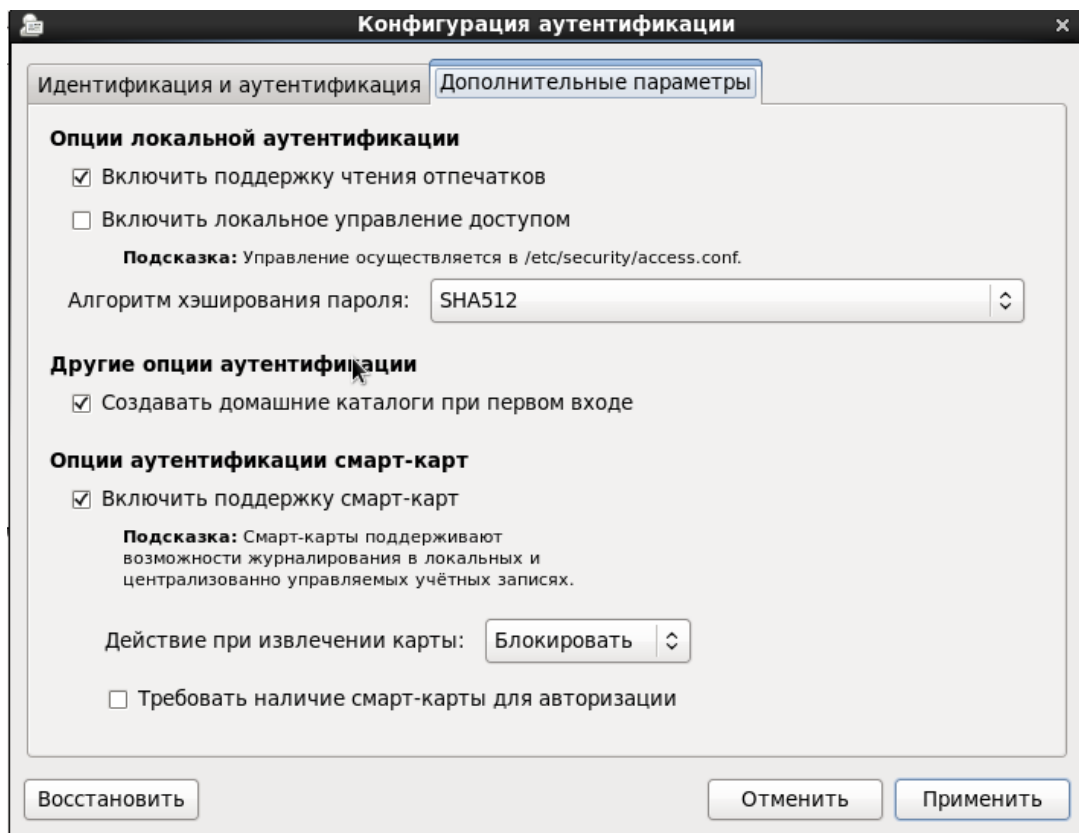 Конфигурация аутентификации
Идентификация и аутентификация
Дополнительные параметры
Опции локальной аутентификации
Включить поддержку чтения отпечатков
Включить локальное управление доступом
Подсказка: Управление осуществляется в /etc/security/access.conf.
Алгоритм хэширования пароля: SHA512
Другие опции аутентификации
Создавать домашние каталоги при первом входе
Опции аутентификации смарт-карт
Включить поддержку смарт-карт
Подсказка: Смарт-карты поддерживают
возможности журналирования в локальных и
централизованно управляемых учётных записях.
Действие при извлечении карты: Блокировать
Требовать наличие смарт-карты для авторизации
Восстановить Отменить Применить